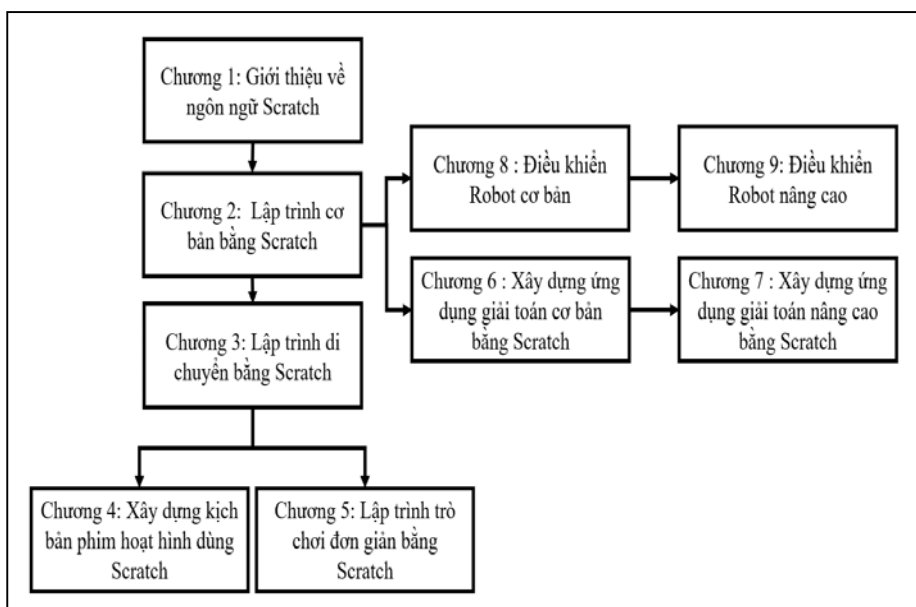 Chương 1: Giới thiệu về
ngôn ngữ Scratch
Chương 2: Lập trình cơ
bản bằng Scratch
Chương 8 : Điều khiển
Robot cơ bản
Chương 9: Điều khiển
Robot nâng cao
Chương 6 : Xây dựng ứng
dụng giải toán cơ bản
bằng Scratch
Chương 7 : Xây dựng ứng
dụng giải toán nâng cao
bằng Scratch
Chương 3: Lập trình di
chuyển bằng Scratch
Chương 4: Xây dựng kịch
bản phim hoạt hình dùng
Scratch
Chương 5: Lập trình trò
chơi đơn giản bằng
Scratch